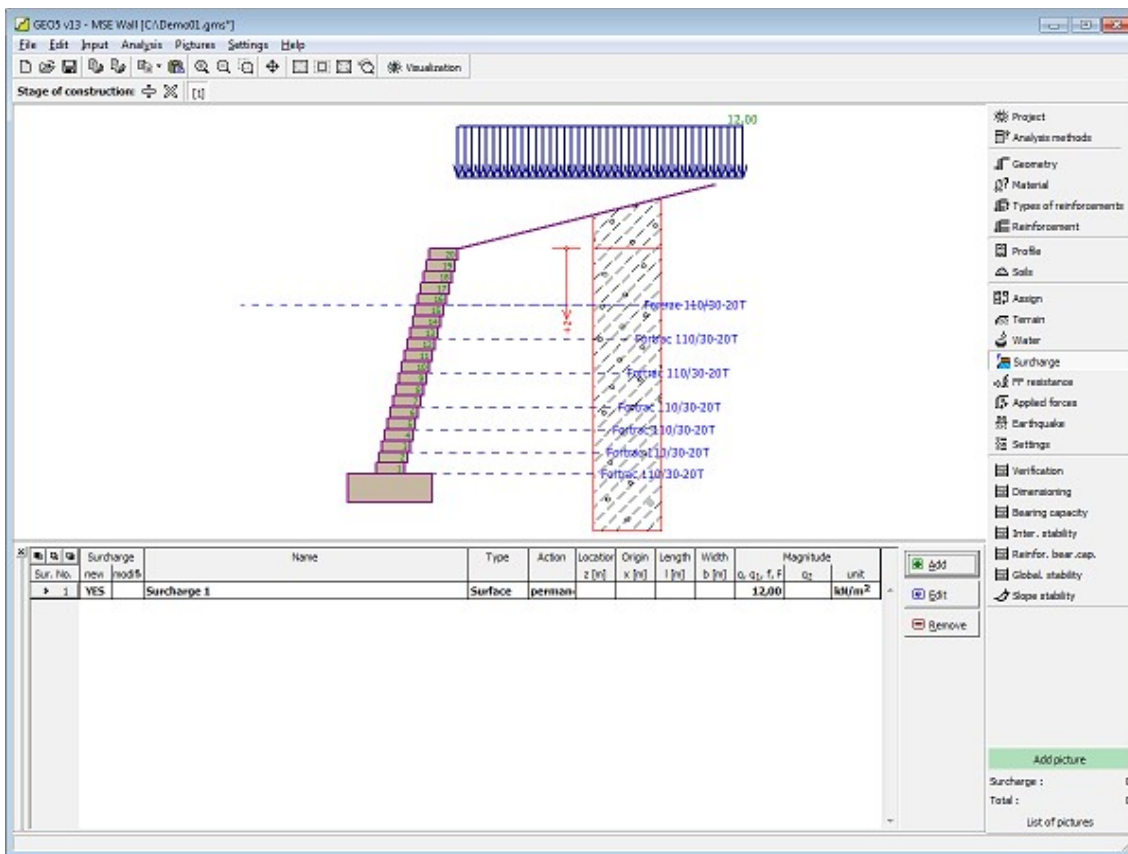 GEO5 v13 - MSE Wall [C:\Demo01.gms*]
File Edit Input Analysis Pictures Settings Help
Visualization
Stage of construction: [1]
12,00
Project
Analysis methods
Geometry
Material
Types of reinforcements
Reinforcement
Profile
Soils
Assign
Terrain
Water
Surcharge
FF resistance
Applied forces
Earthquake
Settings
Verification
Dimensioning
Bearing capacity
Inter. stability
Reinfor. bear.cap.
Global. stability
Slope stability
+z
Fortrac 110/30-20T
Fortrac 110/30-20T
Fortrac 110/30-20T
Fortrac 110/30-20T
Fortrac 110/30-20T
Fortrac 110/30-20T
Fortrac 110/30-20T
Surcharge Name Type Action Location Origin Length Width Magnitude
Sur. No. new modifi z [m] x [m] l [m] b [m] q, q1, f, F q2 unit
1 YES Surcharge 1 Surface perman 12,00 kN/m2
Add
Edit
Remove
Add picture
Surcharge :
Total :
List of pictures